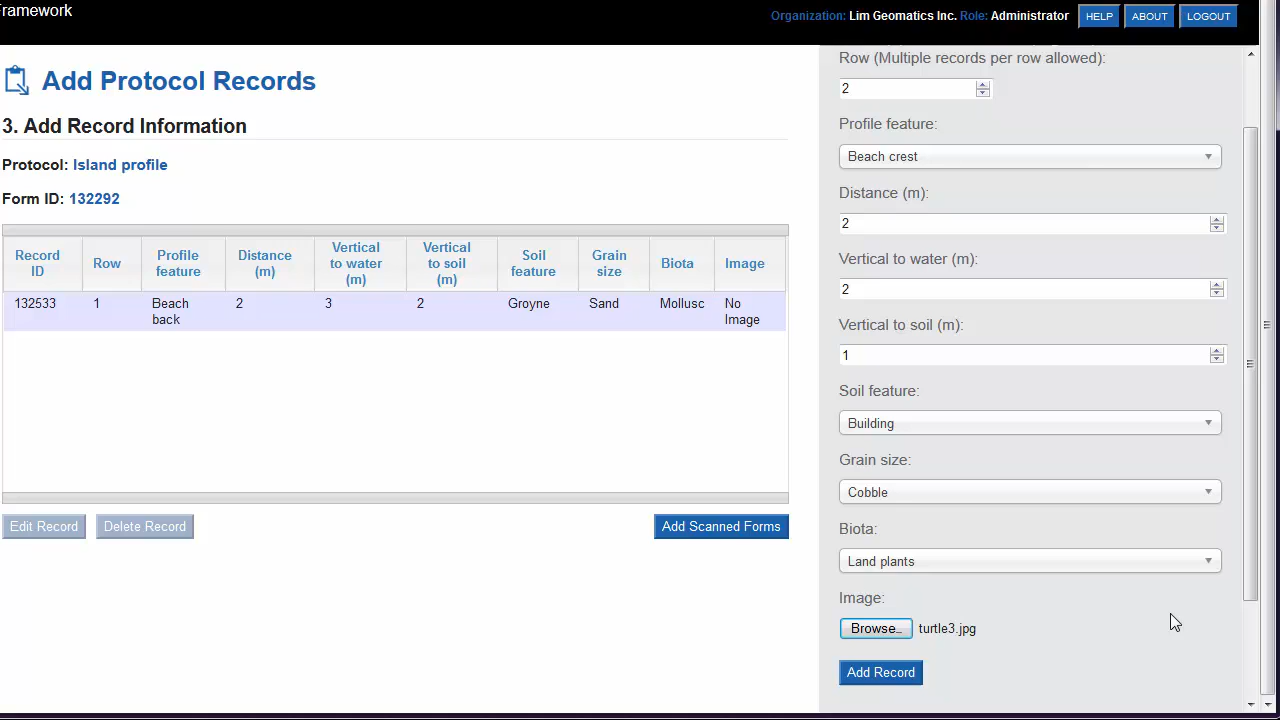 ramework
Organization: Lim Geomatics Inc. Role: Administrator HELP ABOUT LOGOUT
Add Protocol Records
3. Add Record Information
Protocol: Island profile
Form ID: 132292
Record ID Row Profile feature Distance (m) Vertical to water (m) Vertical to soil (m) Soil feature Grain size Biota Image
132533 1 Beach back 2 3 2 Groyne Sand Mollusc No Image
Edit Record Delete Record Add Scanned Forms
Row (Multiple records per row allowed):
2
Profile feature:
Beach crest
Distance (m):
2
Vertical to water (m):
2
Vertical to soil (m):
1
Soil feature:
Building
Grain size:
Cobble
Biota:
Land plants
Image:
Browse... turtle3.jpg
Add Record